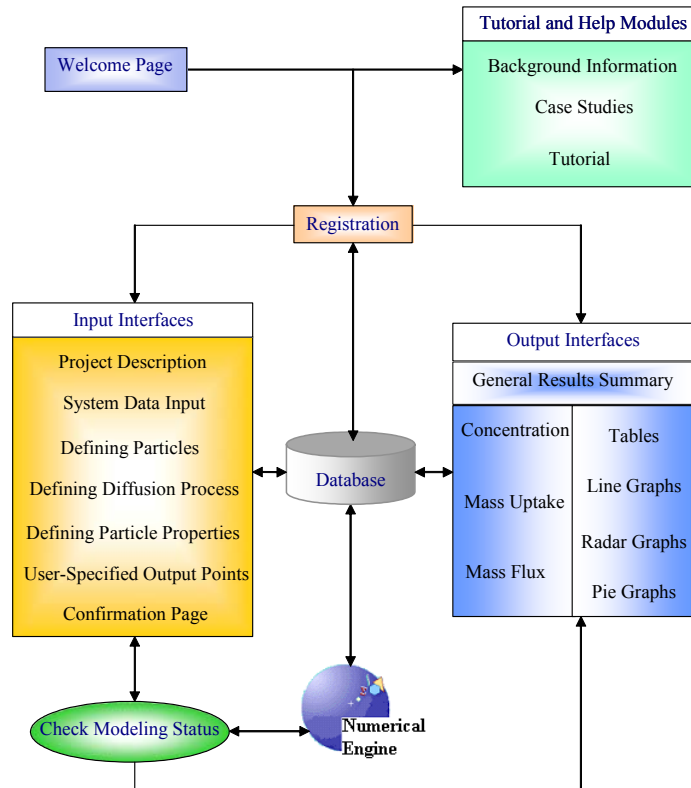 Tutorial and Help Modules
Welcome Page
Background Information
Case Studies
Tutorial
Registration
Input Interfaces
Project Description
System Data Input
Defining Particles
Defining Diffusion Process
Defining Particle Properties
User-Specified Output Points
Confirmation Page
Database
Output Interfaces
General Results Summary
Concentration
Mass Uptake
Mass Flux
Tables
Line Graphs
Radar Graphs
Pie Graphs
Check Modeling Status
Numerical
Engine